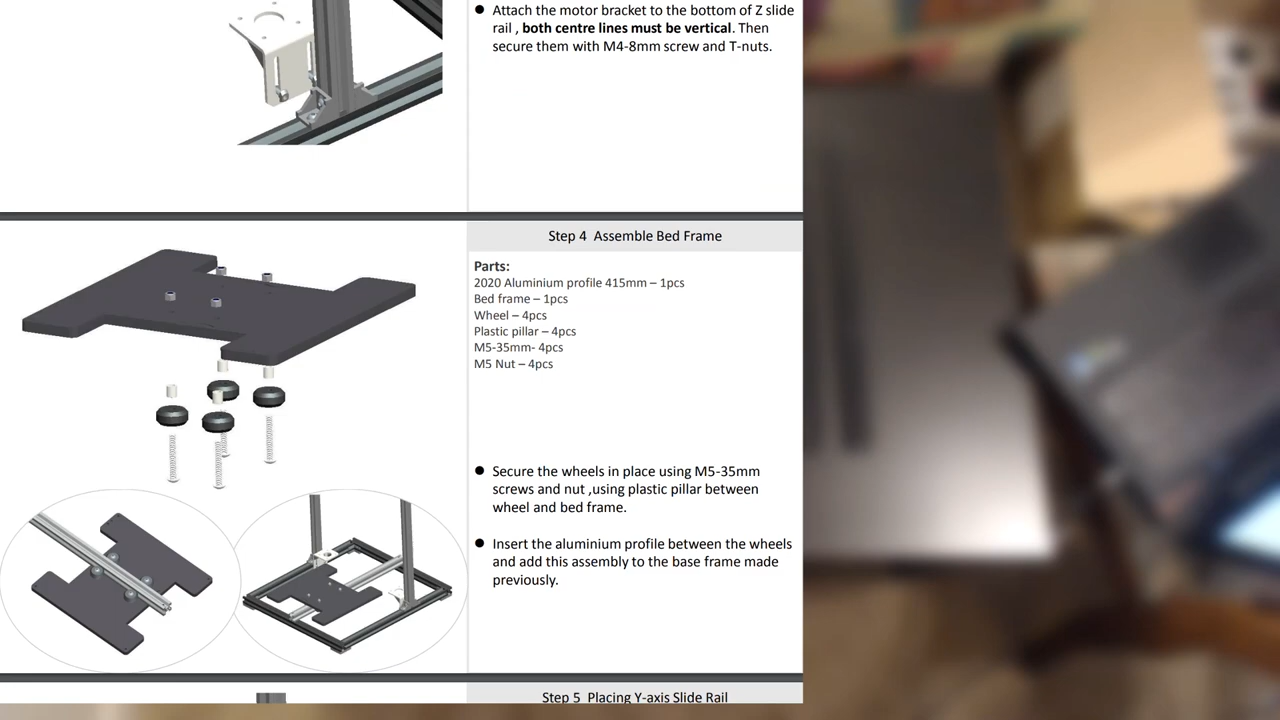 Attach the motor bracket to the bottom of Z slide
rail , both centre lines must be vertical. Then
secure them with M4-8mm screw and T-nuts.
Step 4 Assemble Bed Frame
Parts:
2020 Aluminium profile 415mm – 1pcs
Bed frame – 1pcs
Wheel – 4pcs
Plastic pillar – 4pcs
M5-35mm- 4pcs
M5 Nut – 4pcs
Secure the wheels in place using M5-35mm
screws and nut ,using plastic pillar between
wheel and bed frame.
Insert the aluminium profile between the wheels
and add this assembly to the base frame made
previously.
Step 5 Placing Y-axis Slide Rail